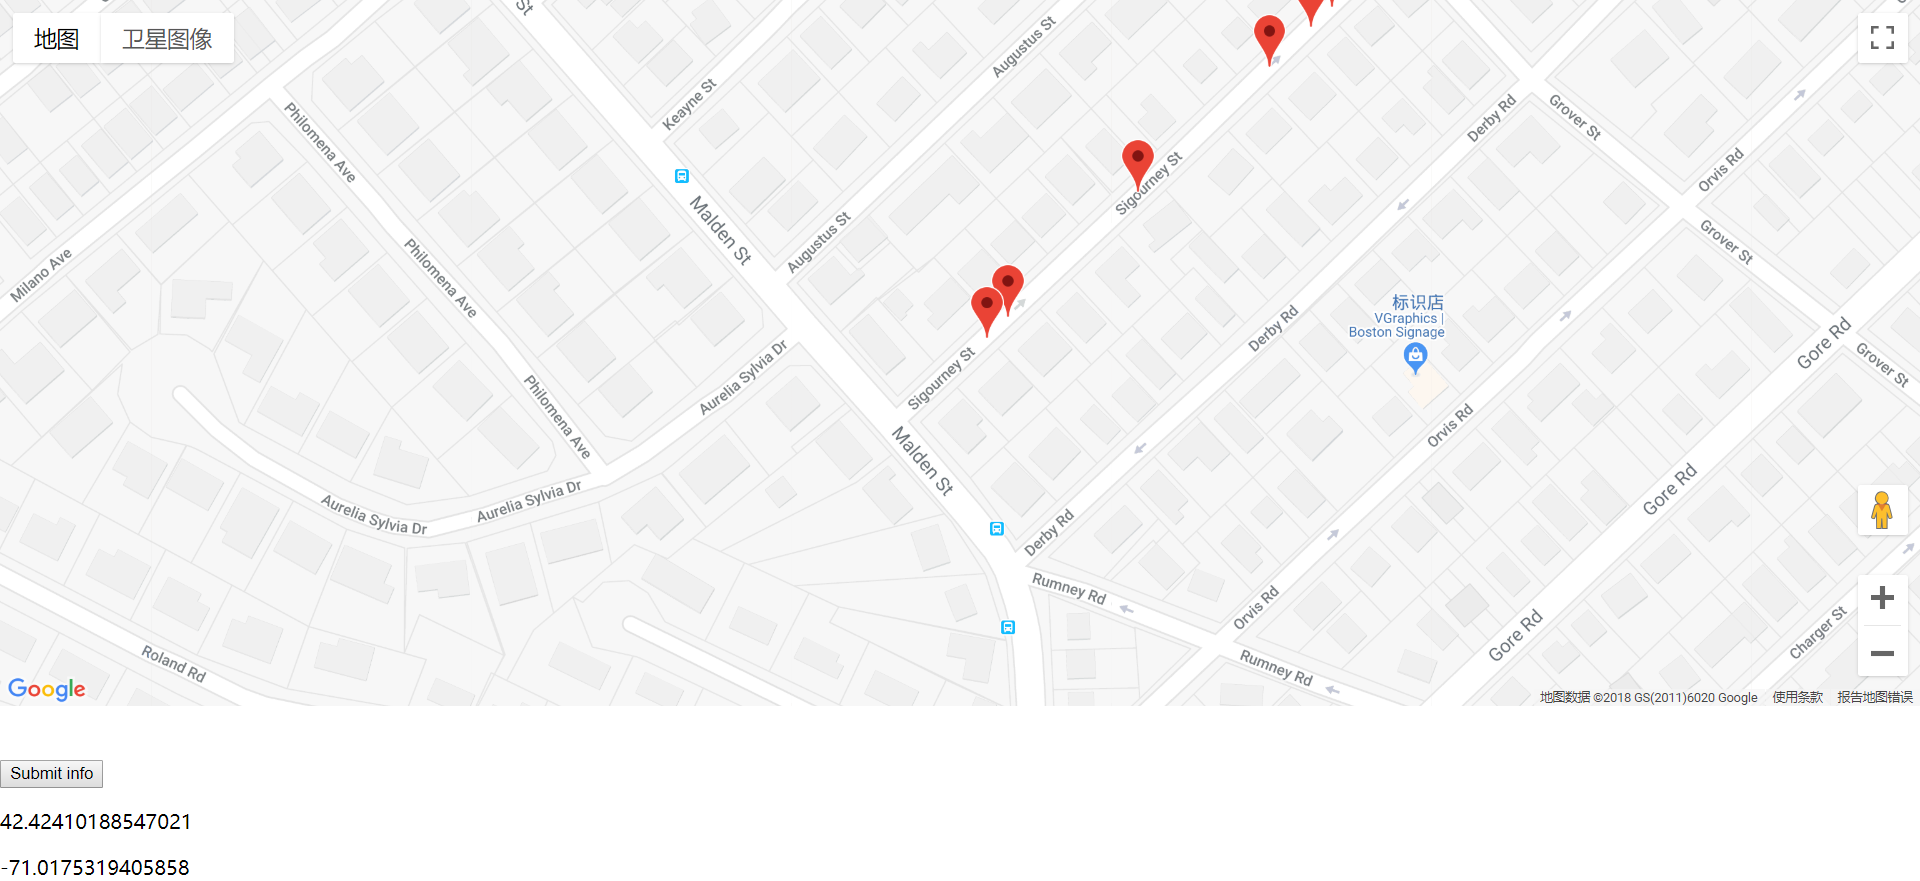 地图
卫星图像
St
Keayne St
Augustus St
Philomena Ave
Derby Rd
Grover St
Orvis Rd
Sigourney St
Malden St
Augustus St
Milano Ave
Philomena Ave
Grover St
标识店
VGraphics |
Boston Signage
Derby Rd
Gore Rd
Grover St
Sigourney St
Aurelia Sylvia Dr
Philomena Ave
Orvis Rd
Malden St
Gore Rd
Aurelia Sylvia Dr
Aurelia Sylvia Dr
Derby Rd
Rumney Rd
Orvis Rd
Gore Rd
Charger St
Roland Rd
Rumney Rd
Google
地图数据 ©2018 GS(2011)6020 Google 使用条款 报告地图错误
Submit info
42.42410188547021
-71.0175319405858